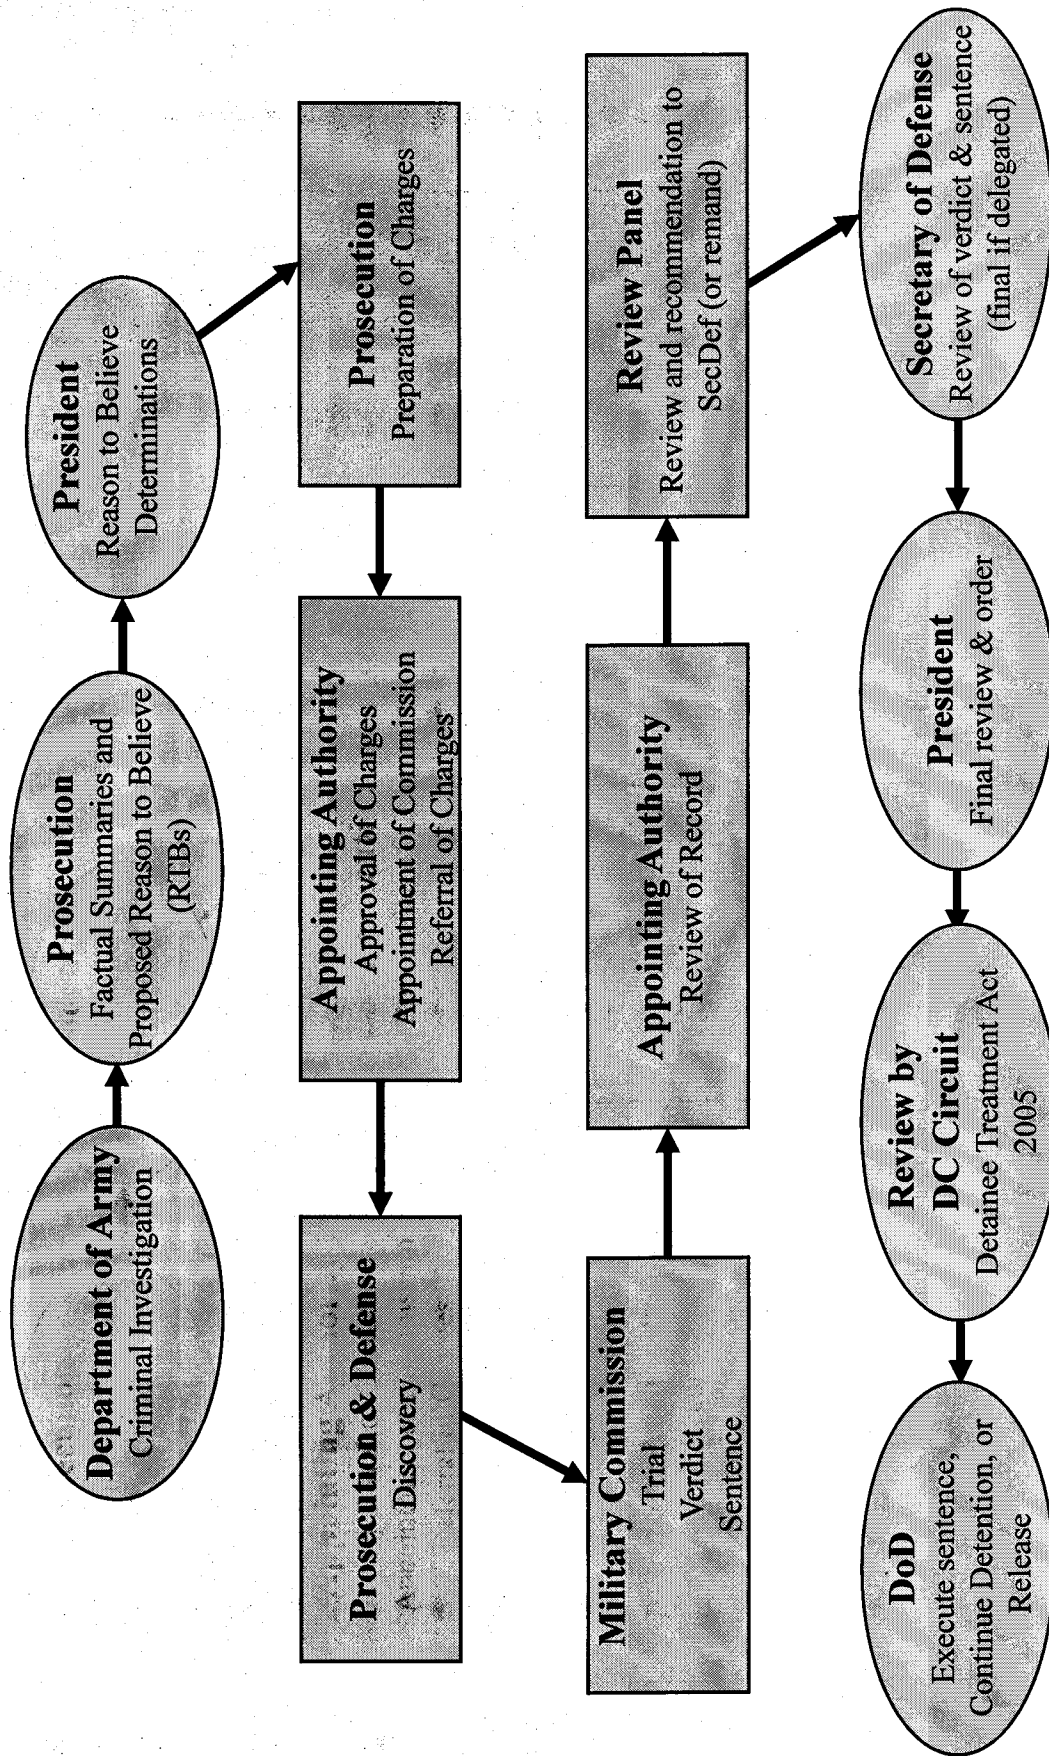 Department of Army
Criminal Investigation
Prosecution
Factual Summaries and
Proposed Reason to Believe
(RTBs)
President
Reason to Believe
Determinations
Prosecution
Preparation of Charges
Appointing Authority
Approval of Charges
Appointment of Commission
Referral of Charges
Prosecution & Defense
Discovery
Military Commission
Trial
Verdict
Sentence
Appointing Authority
Review of Record
Review Panel
Review and recommendation to
SecDef (or remand)
Secretary of Defense
Review of verdict & sentence
(final if delegated)
President
Final review & order
Review by
DC Circuit
Detainee Treatment Act
2005
DoD
Execute sentence,
Continue Detention, or
Release